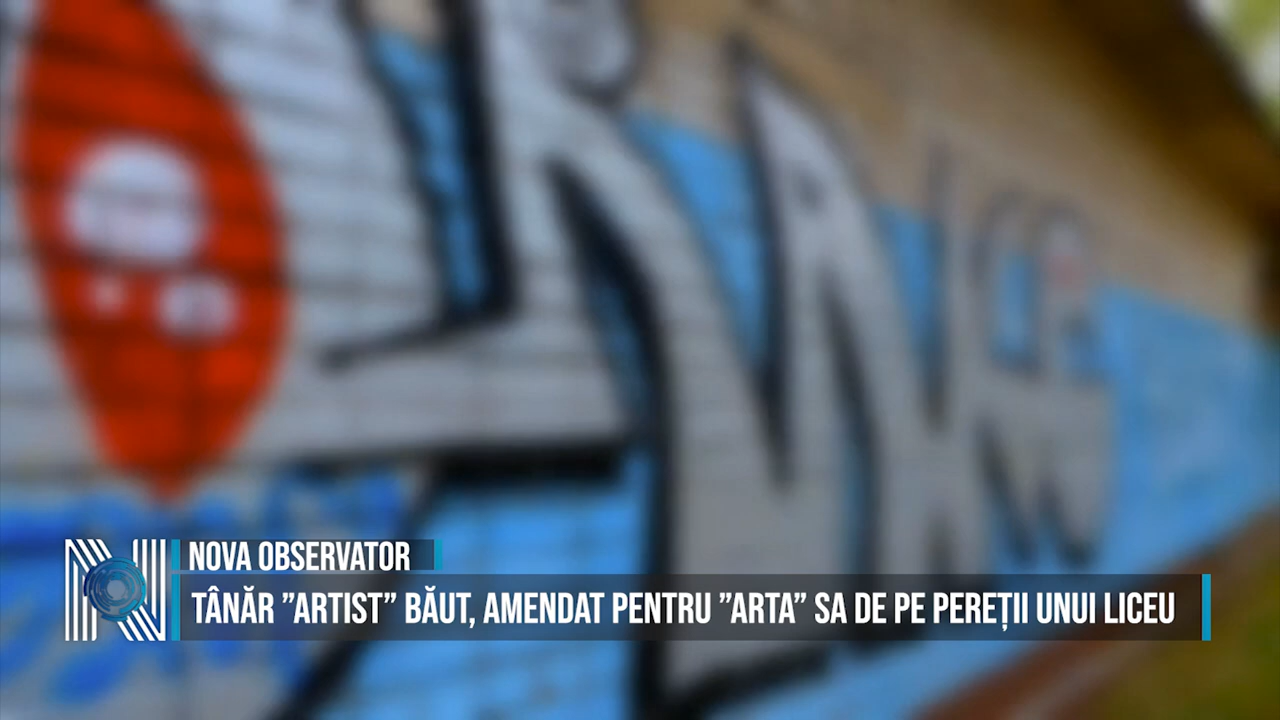 NOVA OBSERVATOR
TÂNĂR ”ARTIST” BĂUT, AMENDAT PENTRU ”ARTA” SA DE PE PEREȚII UNUI LICEU